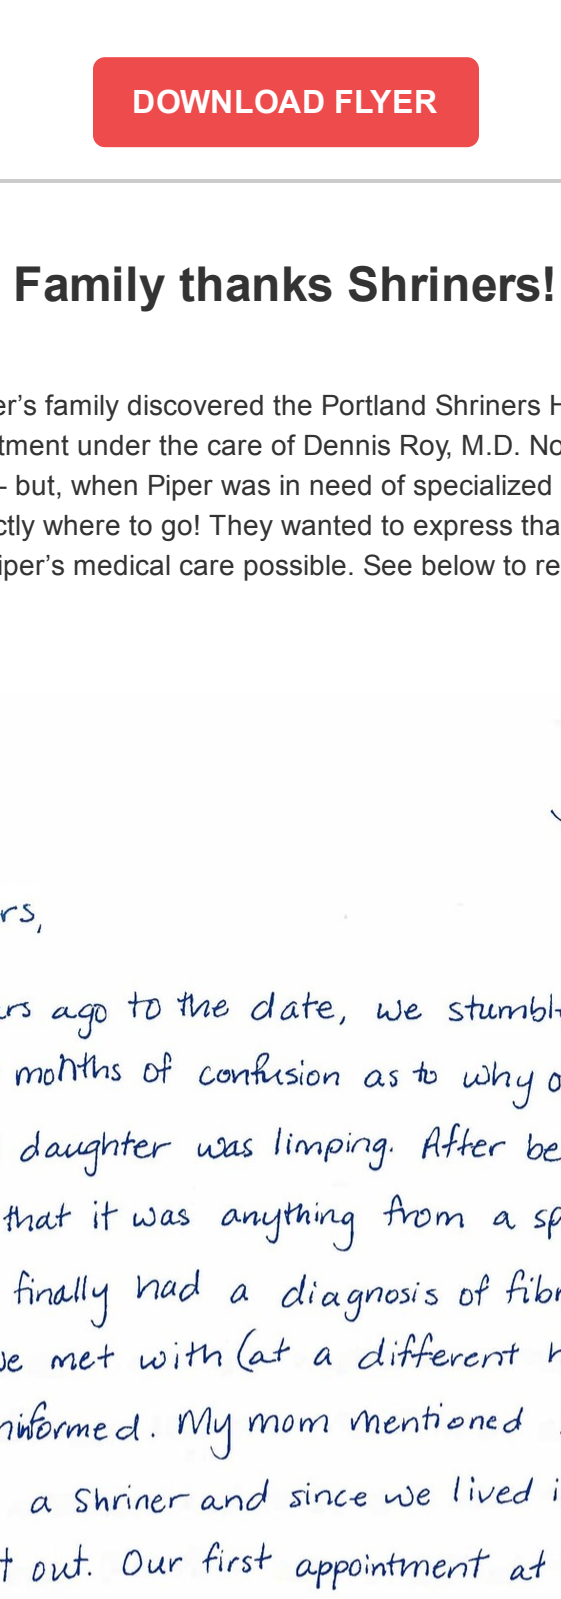 DOWNLOAD FLYER
Family thanks Shriners!
er’s family discovered the Portland Shriners H
tment under the care of Dennis Roy, M.D. No
- but, when Piper was in need of specialized
ctly where to go! They wanted to express tha
iper’s medical care possible. See below to re
rs,
rs ago to the date, we stumbl
months of confusion as to why o
daughter was limping. After be
that it was anything from a sp
finally had a diagnosis of fibr
we met with (at a different h
ninformed. My mom mentioned
a Shriner and since we lived i
t out. Our first appointment at